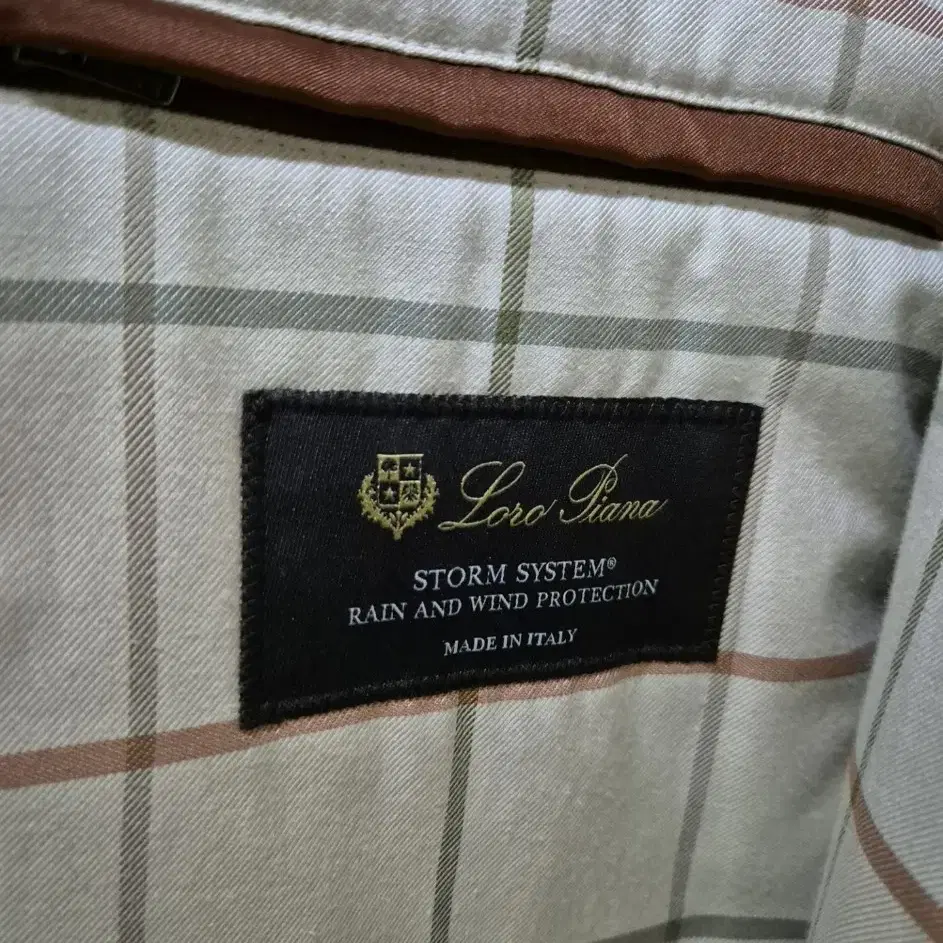 Loro Piana
STORM SYSTEM®
RAIN AND WIND PROTECTION
MADE IN ITALY